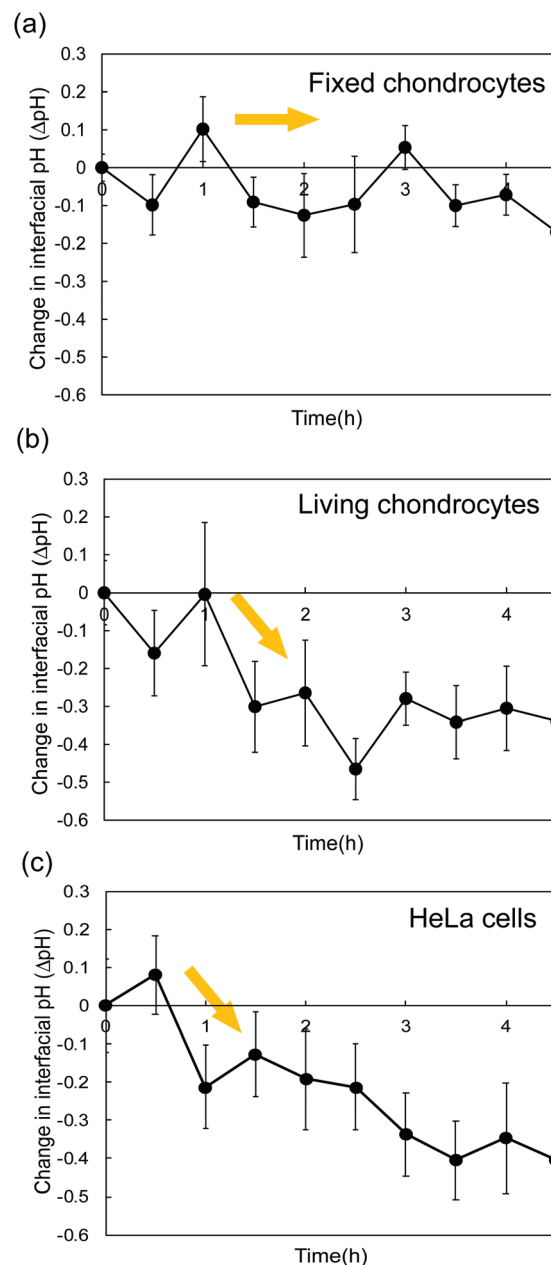 (a)
0.3
0.2
0.1
0
-0.1
-0.2
-0.3
-0.4
-0.5
-0.6
Change in interfacial pH (ΔpH)
Fixed chondrocytes
0 1 2 3 4
Time(h)
(b)
0.3
0.2
0.1
0
-0.1
-0.2
-0.3
-0.4
-0.5
-0.6
Change in interfacial pH (ΔpH)
Living chondrocytes
0 1 2 3 4
Time(h)
(c)
0.3
0.2
0.1
0
-0.1
-0.2
-0.3
-0.4
-0.5
-0.6
Change in interfacial pH (ΔpH)
HeLa cells
0 1 2 3 4
Time(h)